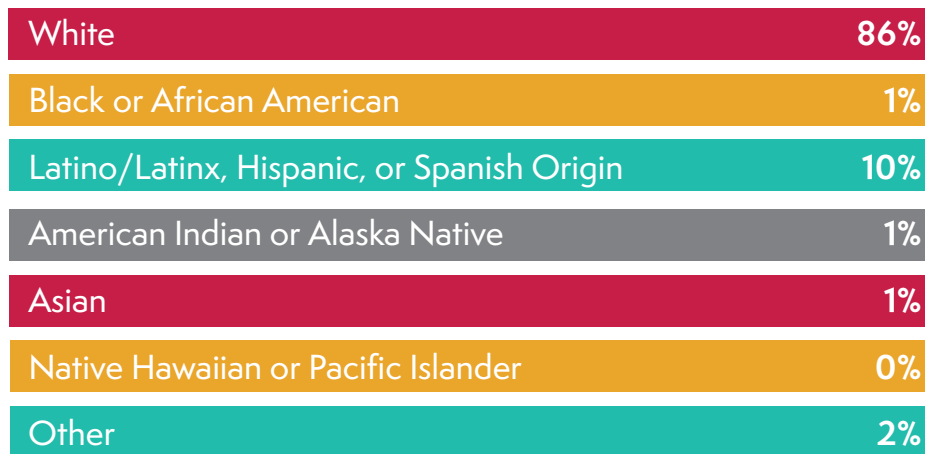 White 86%
Black or African American 1%
Latino/Latinx, Hispanic, or Spanish Origin 10%
American Indian or Alaska Native 1%
Asian 1%
Native Hawaiian or Pacific Islander 0%
Other 2%